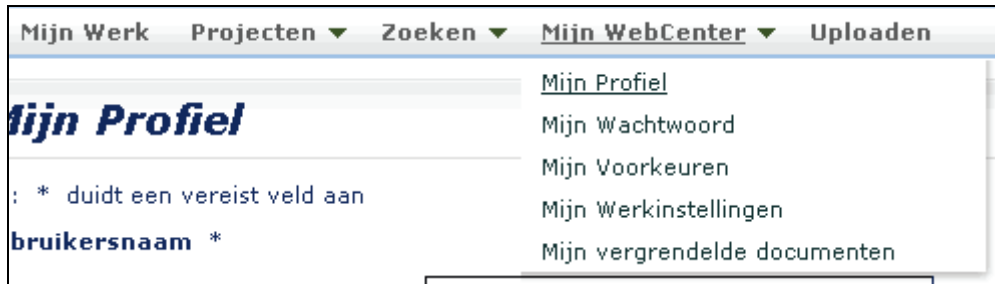 Mijn Werk Projecten Zoeken Mijn WebCenter Uploaden
Mijn Profiel
Mijn Profiel
Mijn Wachtwoord
Mijn Voorkeuren
: * duidt een vereist veld aan
Mijn Werkinstellingen
bruikersnaam *
Mijn vergrendelde documenten